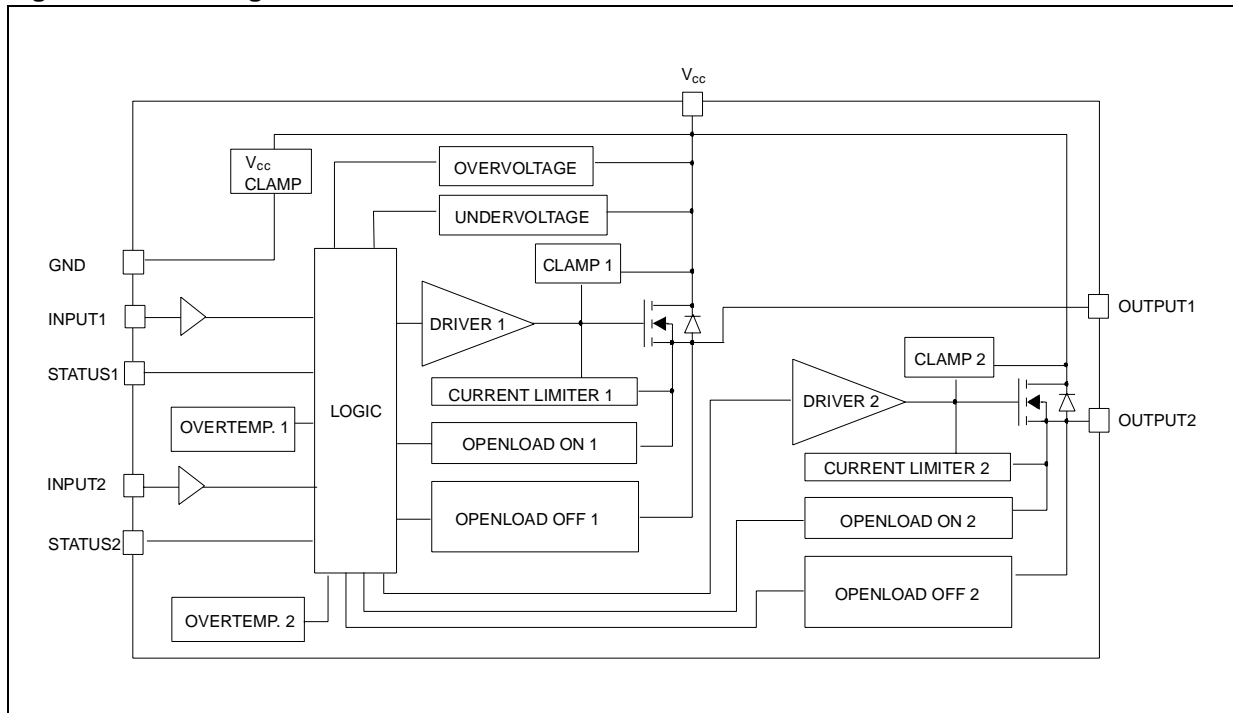 Vcc
Vcc
CLAMP
OVERVOLTAGE
UNDERVOLTAGE
GND
CLAMP 1
INPUT1
DRIVER 1
OUTPUT1
STATUS1
CURRENT LIMITER 1
CLAMP 2
LOGIC
DRIVER 2
OUTPUT2
OVERTEMP. 1
OPENLOAD ON 1
CURRENT LIMITER 2
INPUT2
OPENLOAD OFF 1
OPENLOAD ON 2
STATUS2
OPENLOAD OFF 2
OVERTEMP. 2